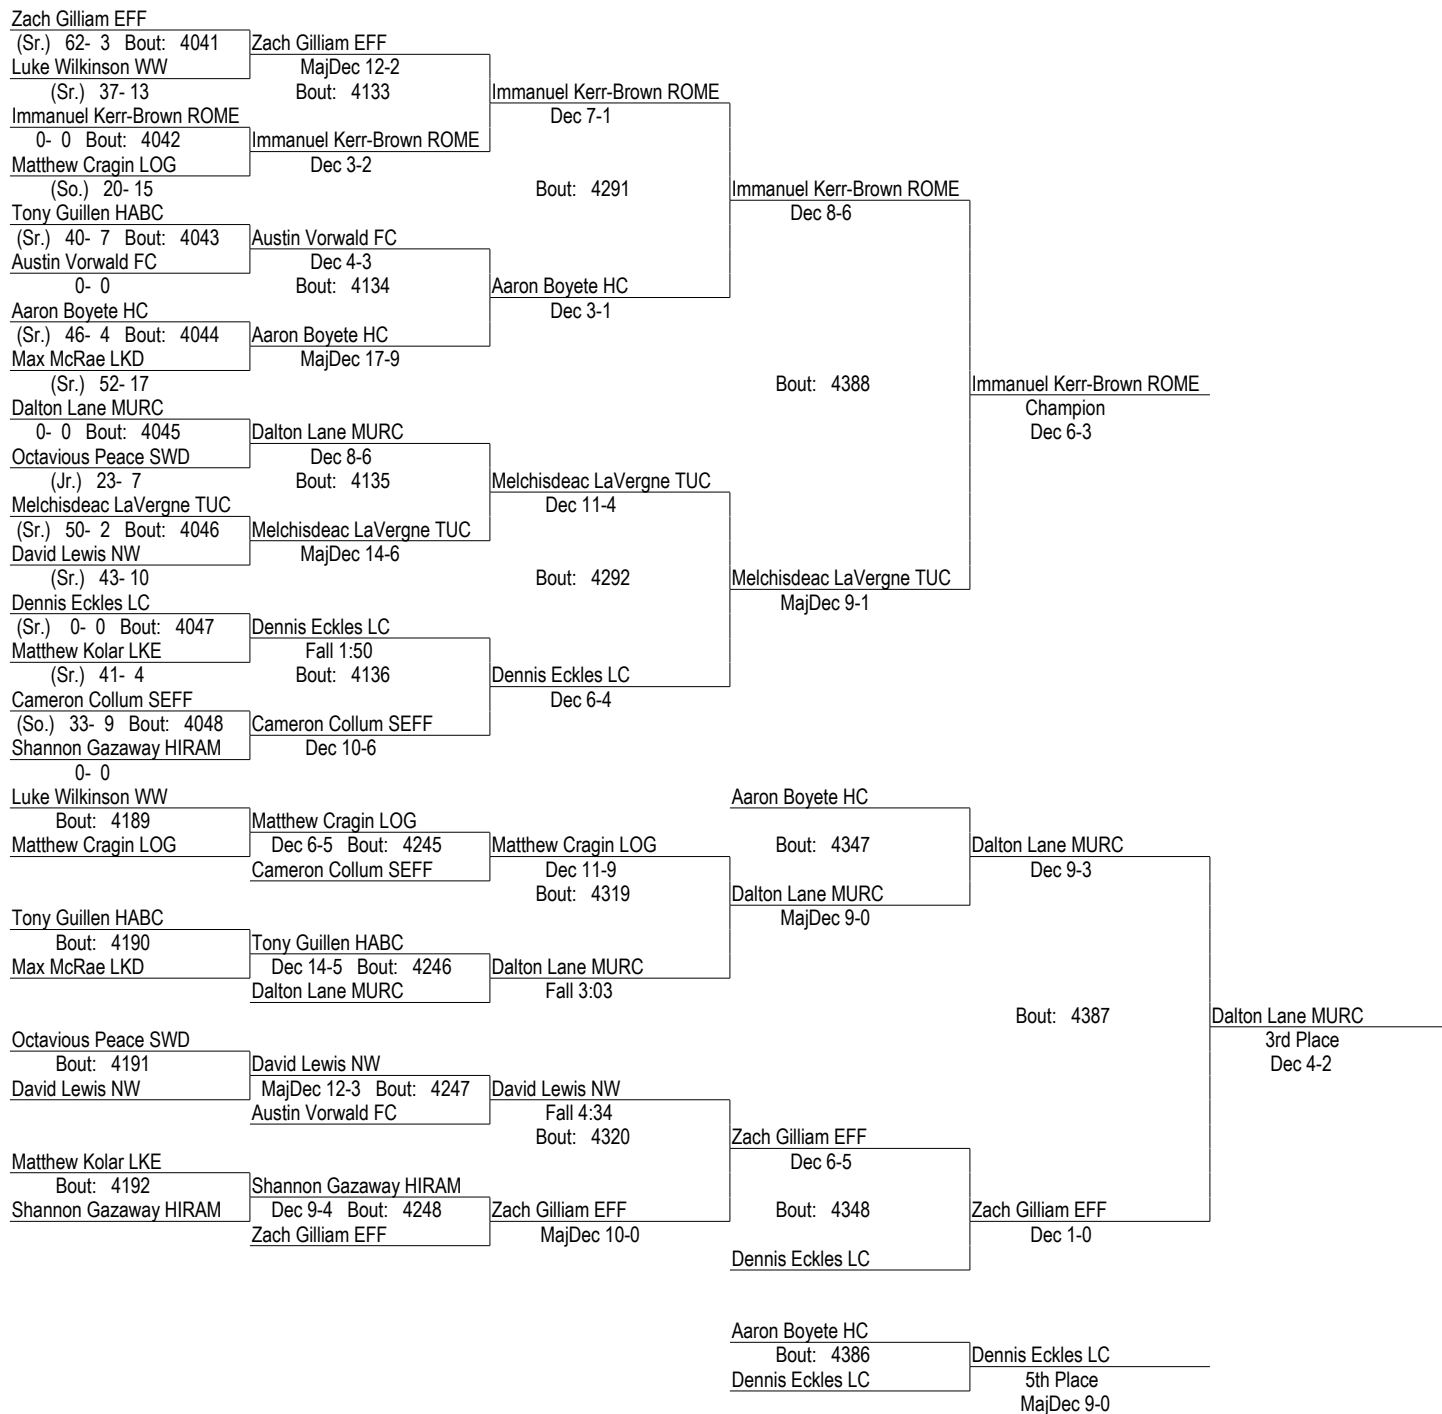 Zach Gilliam EFF
(Sr.) 62- 3 Bout: 4041 Zach Gilliam EFF
Luke Wilkinson WW MajDec 12-2
(Sr.) 37- 13 Bout: 4133 Immanuel Kerr-Brown ROME
Immanuel Kerr-Brown ROME Dec 7-1
0- 0 Bout: 4042 Immanuel Kerr-Brown ROME
Matthew Cragin LOG Dec 3-2
(So.) 20- 15 Bout: 4291 Immanuel Kerr-Brown ROME
Tony Guillen HABC Dec 8-6
(Sr.) 40- 7 Bout: 4043 Austin Vorwald FC
Austin Vorwald FC Dec 4-3
0- 0 Bout: 4134 Aaron Boyete HC
Aaron Boyete HC Dec 3-1
(Sr.) 46- 4 Bout: 4044 Aaron Boyete HC
Max McRae LKD MajDec 17-9
(Sr.) 52- 17 Bout: 4388 Immanuel Kerr-Brown ROME
Dalton Lane MURC Champion
0- 0 Bout: 4045 Dalton Lane MURC Dec 6-3
Octavious Peace SWD Dec 8-6
(Jr.) 23- 7 Bout: 4135 Melchisdeac LaVergne TUC
Melchisdeac LaVergne TUC Dec 11-4
(Sr.) 50- 2 Bout: 4046 Melchisdeac LaVergne TUC
David Lewis NW MajDec 14-6
(Sr.) 43- 10 Bout: 4292 Melchisdeac LaVergne TUC
Dennis Eckles LC MajDec 9-1
(Sr.) 0- 0 Bout: 4047 Dennis Eckles LC
Matthew Kolar LKE Fall 1:50
(Sr.) 41- 4 Bout: 4136 Dennis Eckles LC
Cameron Collum SEFF Dec 6-4
(So.) 33- 9 Bout: 4048 Cameron Collum SEFF
Shannon Gazaway HIRAM Dec 10-6
0- 0
Luke Wilkinson WW Aaron Boyete HC
Bout: 4189 Matthew Cragin LOG
Matthew Cragin LOG Dec 6-5 Bout: 4245 Matthew Cragin LOG Bout: 4347 Dalton Lane MURC
Cameron Collum SEFF Dec 11-9 Dec 9-3
Bout: 4319 Dalton Lane MURC
Tony Guillen HABC MajDec 9-0
Bout: 4190 Tony Guillen HABC
Max McRae LKD Dec 14-5 Bout: 4246 Dalton Lane MURC
Dalton Lane MURC Fall 3:03
Bout: 4387 Dalton Lane MURC
Octavious Peace SWD 3rd Place
Bout: 4191 David Lewis NW Dec 4-2
David Lewis NW MajDec 12-3 Bout: 4247 David Lewis NW
Austin Vorwald FC Fall 4:34
Bout: 4320 Zach Gilliam EFF
Matthew Kolar LKE Dec 6-5
Bout: 4192 Shannon Gazaway HIRAM
Shannon Gazaway HIRAM Dec 9-4 Bout: 4248 Zach Gilliam EFF Bout: 4348 Zach Gilliam EFF
Zach Gilliam EFF MajDec 10-0 Dec 1-0
Dennis Eckles LC
Aaron Boyete HC
Bout: 4386 Dennis Eckles LC
Dennis Eckles LC 5th Place
MajDec 9-0